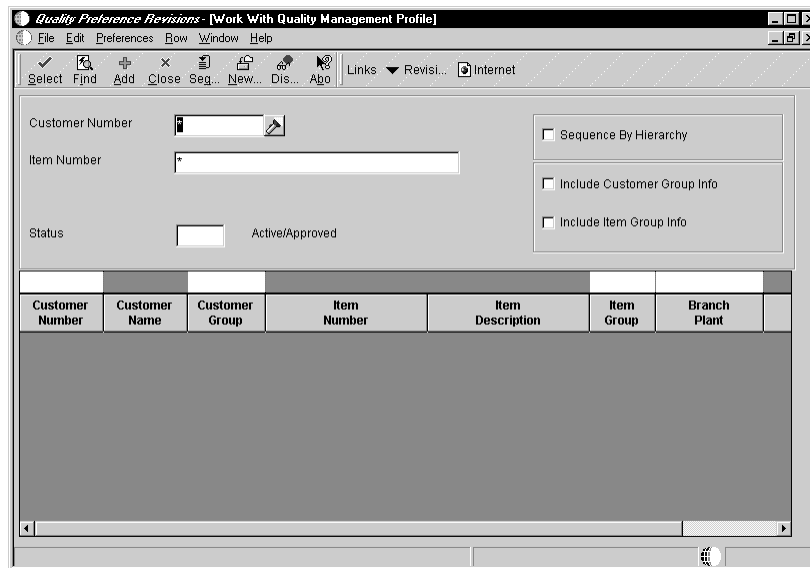 Quality Preference Revisions - [Work With Quality Management Profile]
File Edit Preferences Row Window Help
Select Find Add Close Seq... New... Dis... Abo Links Revisi... Internet
Customer Number *
Sequence By Hierarchy
Item Number *
Include Customer Group Info
Include Item Group Info
Status Active/Approved
Customer Number Customer Name Customer Group Item Number Item Description Item Group Branch Plant